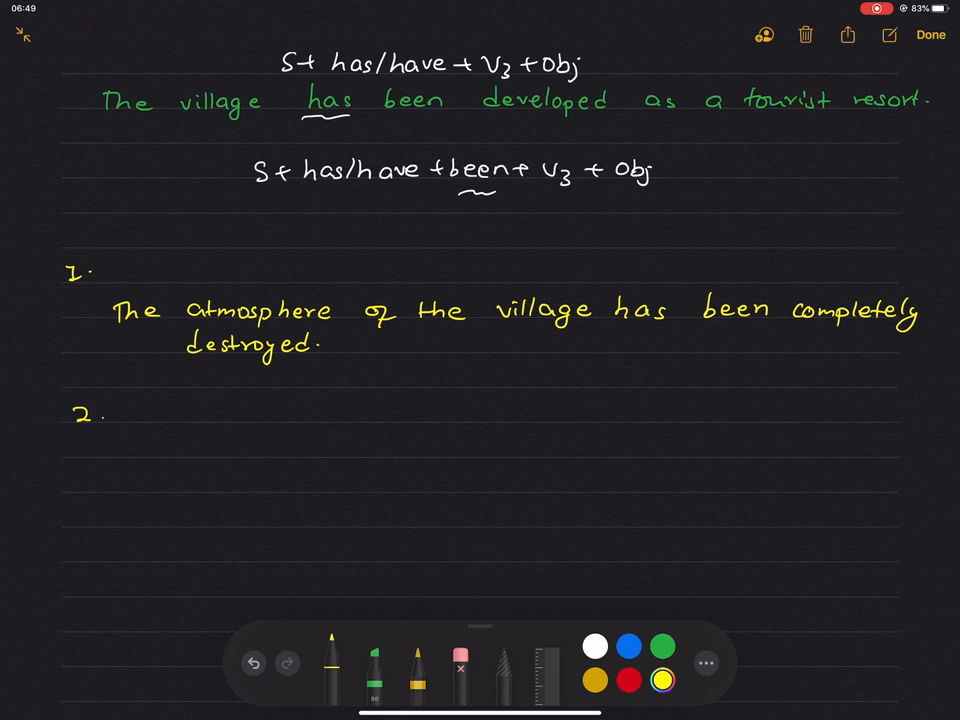 06:49
83%
Done
S+ has/have + V3 + Obj
The village has been developed as a tourist resort.
S+ has/have +been+ V3 + Obj
1.
The atmosphere of the village has been completely
destroyed.
2.
80